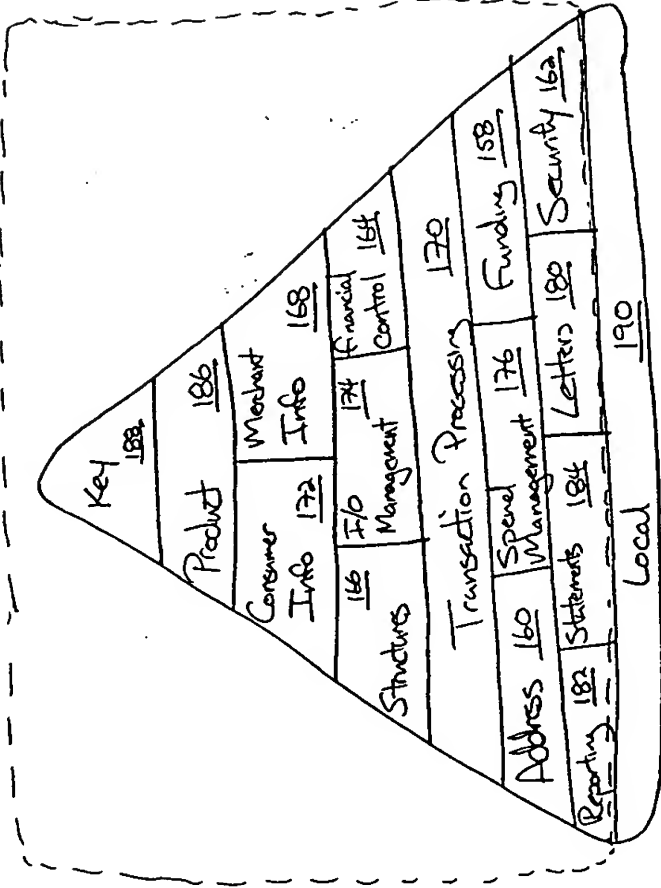 Key
188
Product 186
Consumer
Info 172
Merchant
Info
168
Structures
166
I/O 174
Management
Financial
Control 164
Transaction Processing 170
Address 160
Spend 176
Management
Funding 158
Reporting 182
Statements 184
Letters 180
Security 162
Local 190